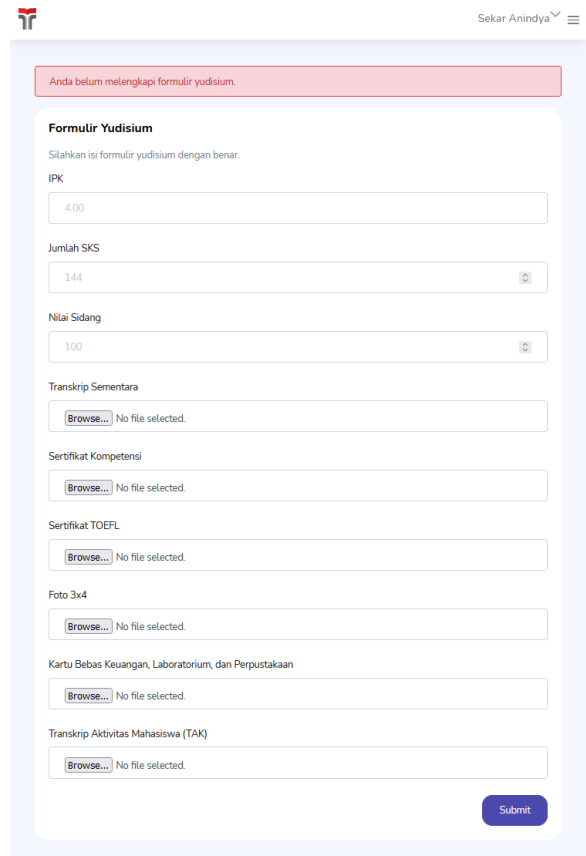 Sekar Anindya
Anda belum melengkapi formulir yudisium.
Formulir Yudisium
Silahkan isi formulir yudisium dengan benar.
IPK
4.00
Jumlah SKS
144
Nilai Sidang
100
Transkrip Sementara
Browse... No file selected.
Sertifikat Kompetensi
Browse... No file selected.
Sertifikat TOEFL
Browse... No file selected.
Foto 3x4
Browse... No file selected.
Kartu Bebas Keuangan, Laboratorium, dan Perpustakaan
Browse... No file selected.
Transkrip Aktivitas Mahasiswa (TAK)
Browse... No file selected.
Submit